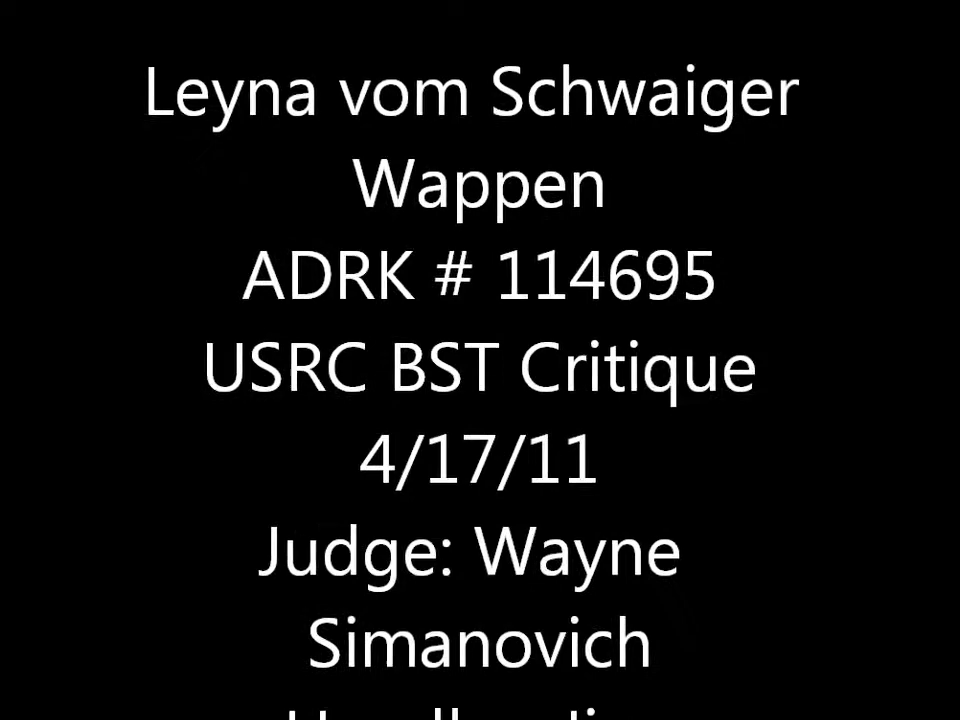 Leyna vom Schwaiger
Wappen
ADRK # 114695
USRC BST Critique
4/17/11
Judge: Wayne
Simanovich